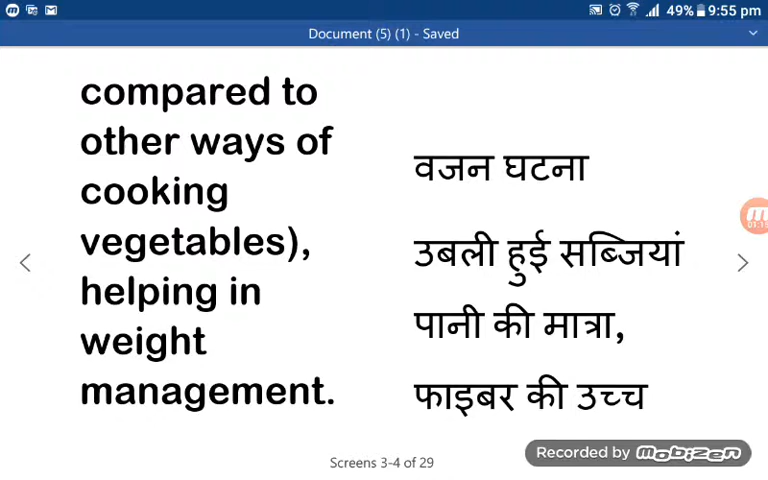 49% 9:55 pm
Document (5) (1) - Saved
compared to
other ways of
cooking
vegetables),
helping in
weight
management.
वजन घटना
उबली हुई सब्जियां
पानी की मात्रा,
फाइबर की उच्च
Screens 3-4 of 29
Recorded by mobizen